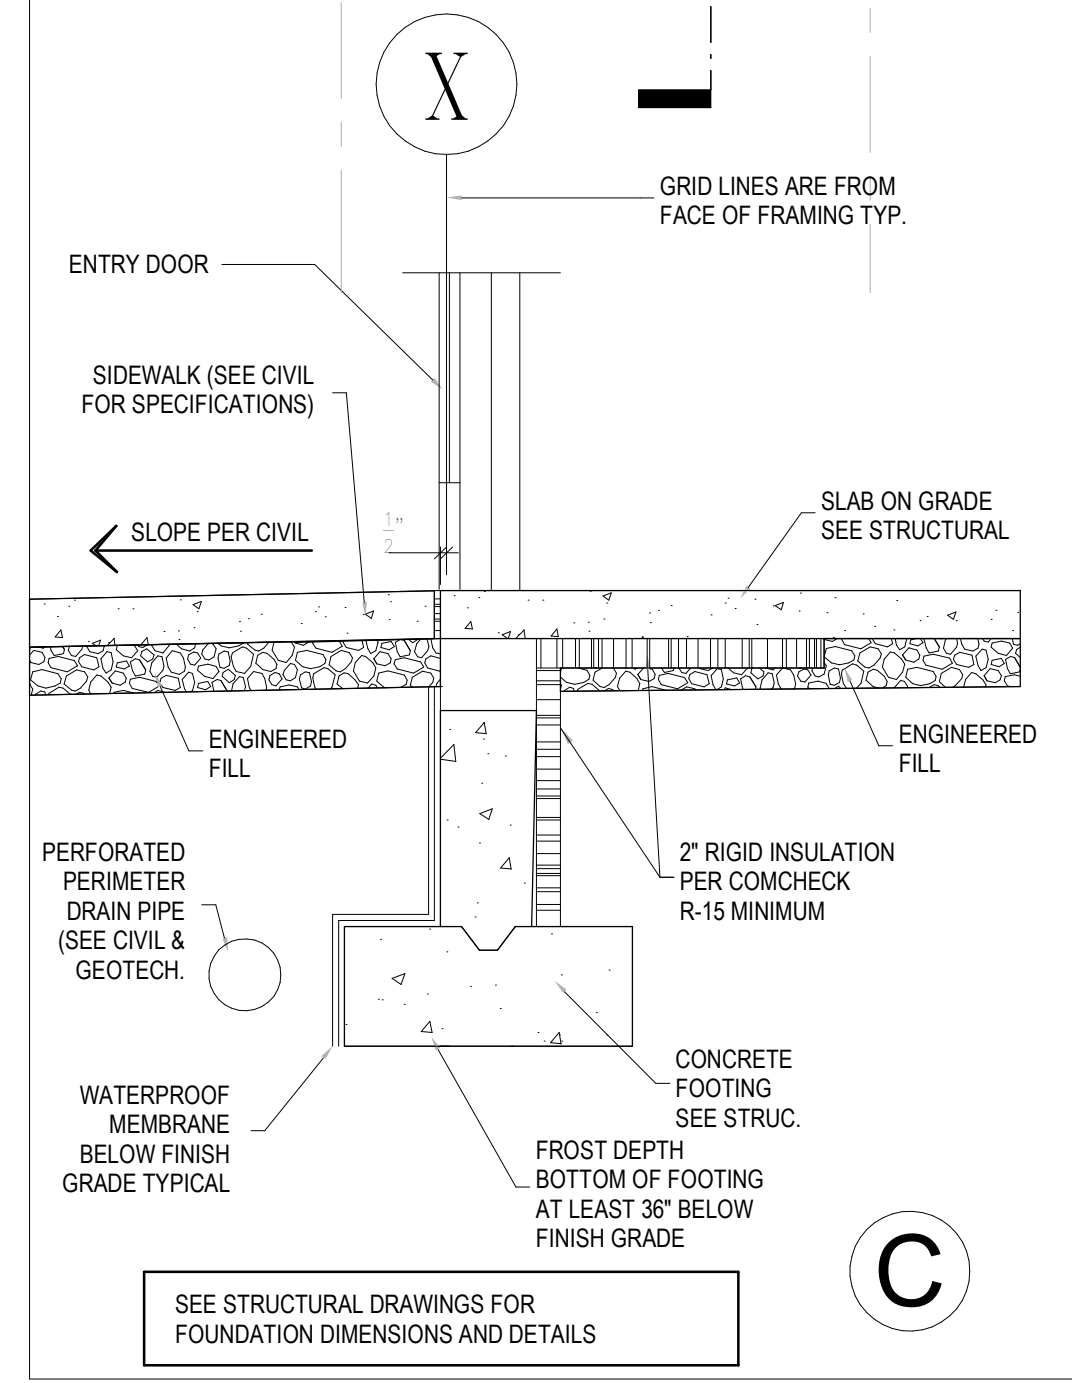 X
GRID LINES ARE FROM
FACE OF FRAMING TYP.
ENTRY DOOR
SIDEWALK (SEE CIVIL
FOR SPECIFICATIONS)
SLAB ON GRADE
SEE STRUCTURAL
SLOPE PER CIVIL
1/2"
ENGINEERED
FILL
ENGINEERED
FILL
PERFORATED
PERIMETER
DRAIN PIPE
(SEE CIVIL &
GEOTECH.
2" RIGID INSULATION
PER COMCHECK
R-15 MINIMUM
CONCRETE
FOOTING
SEE STRUC.
WATERPROOF
MEMBRANE
BELOW FINISH
GRADE TYPICAL
FROST DEPTH
BOTTOM OF FOOTING
AT LEAST 36" BELOW
FINISH GRADE
C
SEE STRUCTURAL DRAWINGS FOR
FOUNDATION DIMENSIONS AND DETAILS